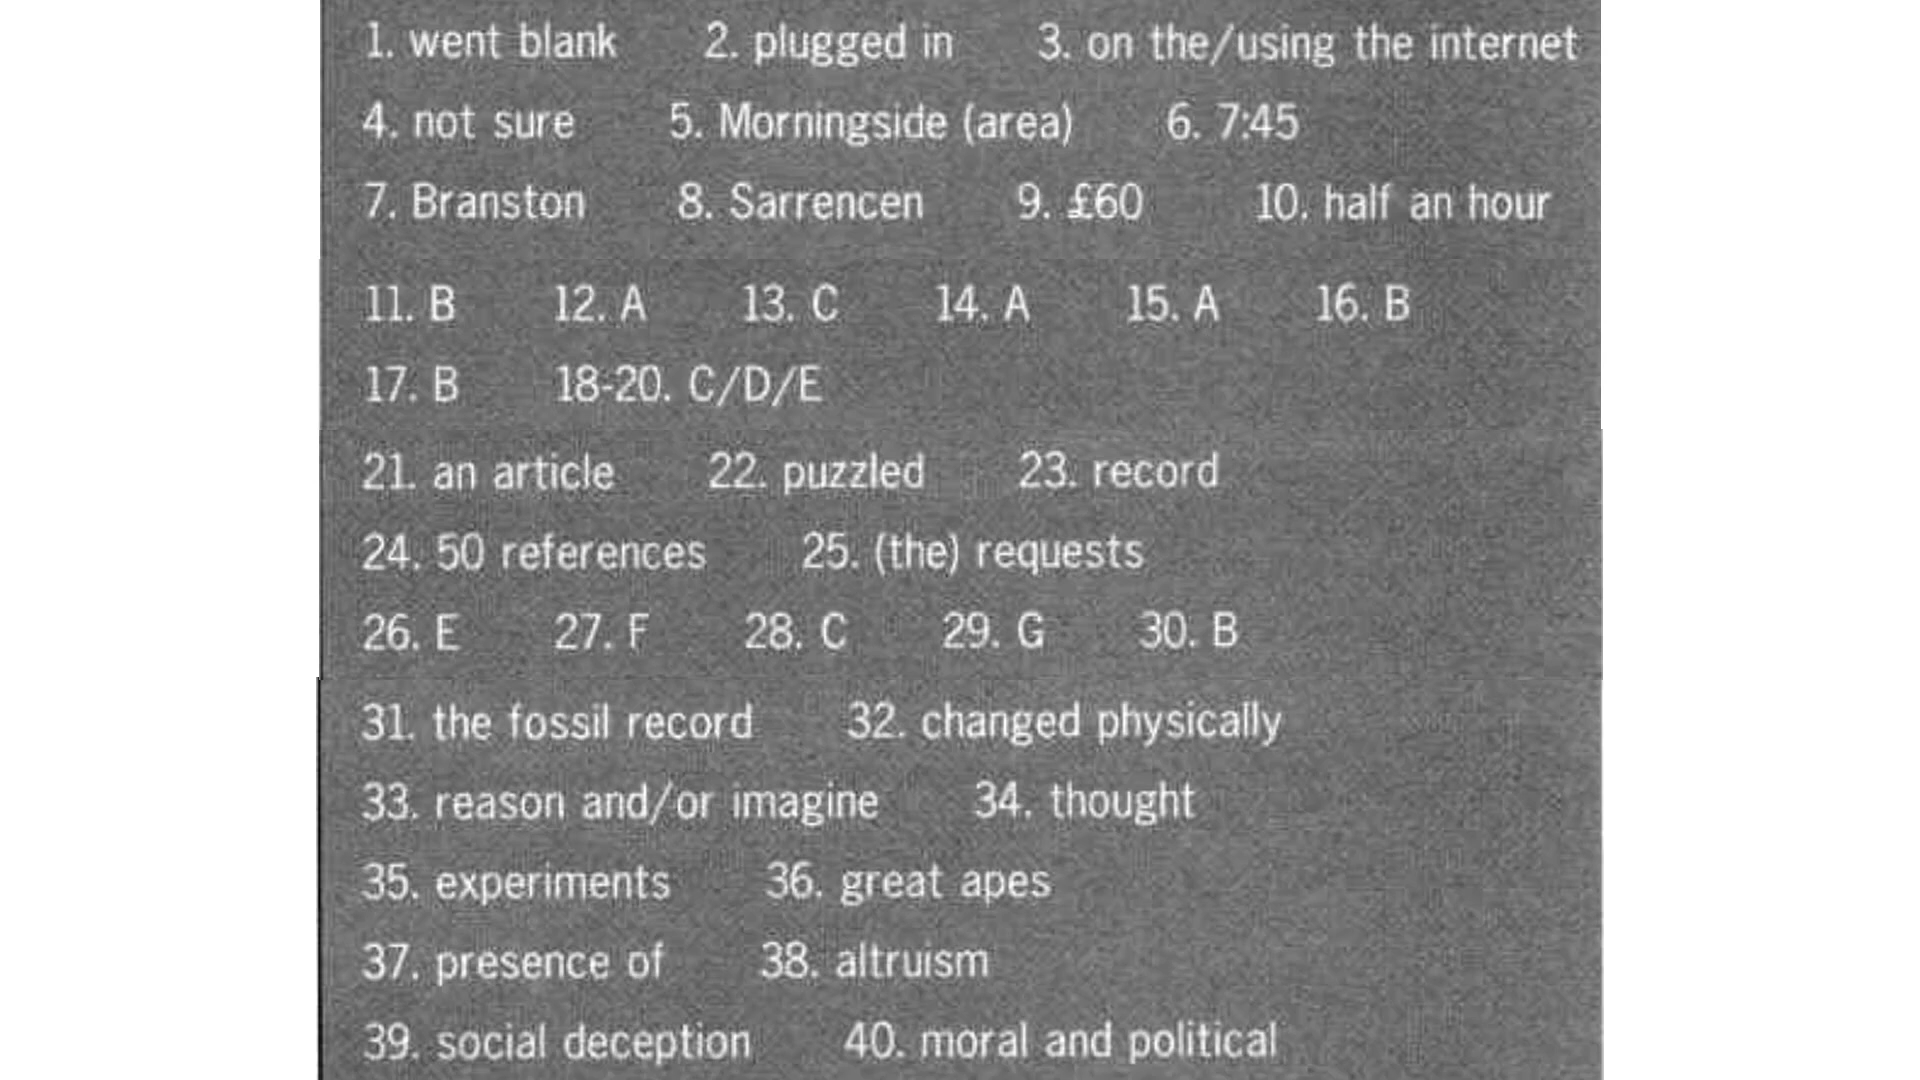 1. went blank 2. plugged in 3. on the/using the internet
4. not sure 5. Morningside (area) 6. 7:45
7. Branston 8. Sarrencen 9. £60 10. half an hour
11. B 12. A 13. C 14. A 15. A 16. B
17. B 18-20. C/D/E
21. an article 22. puzzled 23. record
24. 50 references 25. (the) requests
26. E 27. F 28. C 29. G 30. B
31. the fossil record 32. changed physically
33. reason and/or imagine 34. thought
35. experiments 36. great apes
37. presence of 38. altruism
39. social deception 40. moral and political